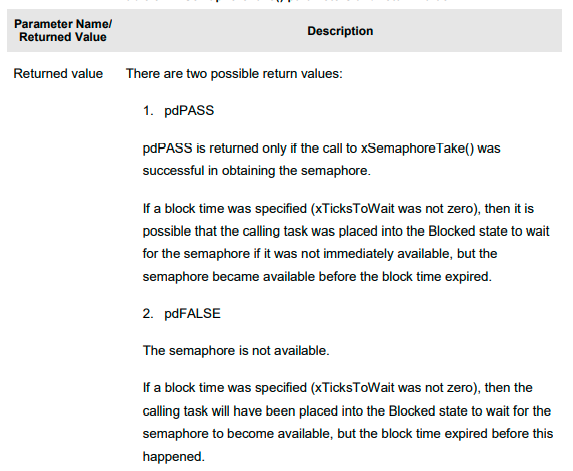 Parameter Name/
Returned Value
Description
Returned value
There are two possible return values:
1. pdPASS
pdPASS is returned only if the call to xSemaphoreTake() was
successful in obtaining the semaphore.
If a block time was specified (xTicksToWait was not zero), then it is
possible that the calling task was placed into the Blocked state to wait
for the semaphore if it was not immediately available, but the
semaphore became available before the block time expired.
2. pdFALSE
The semaphore is not available.
If a block time was specified (xTicksToWait was not zero), then the
calling task will have been placed into the Blocked state to wait for the
semaphore to become available, but the block time expired before this
happened.